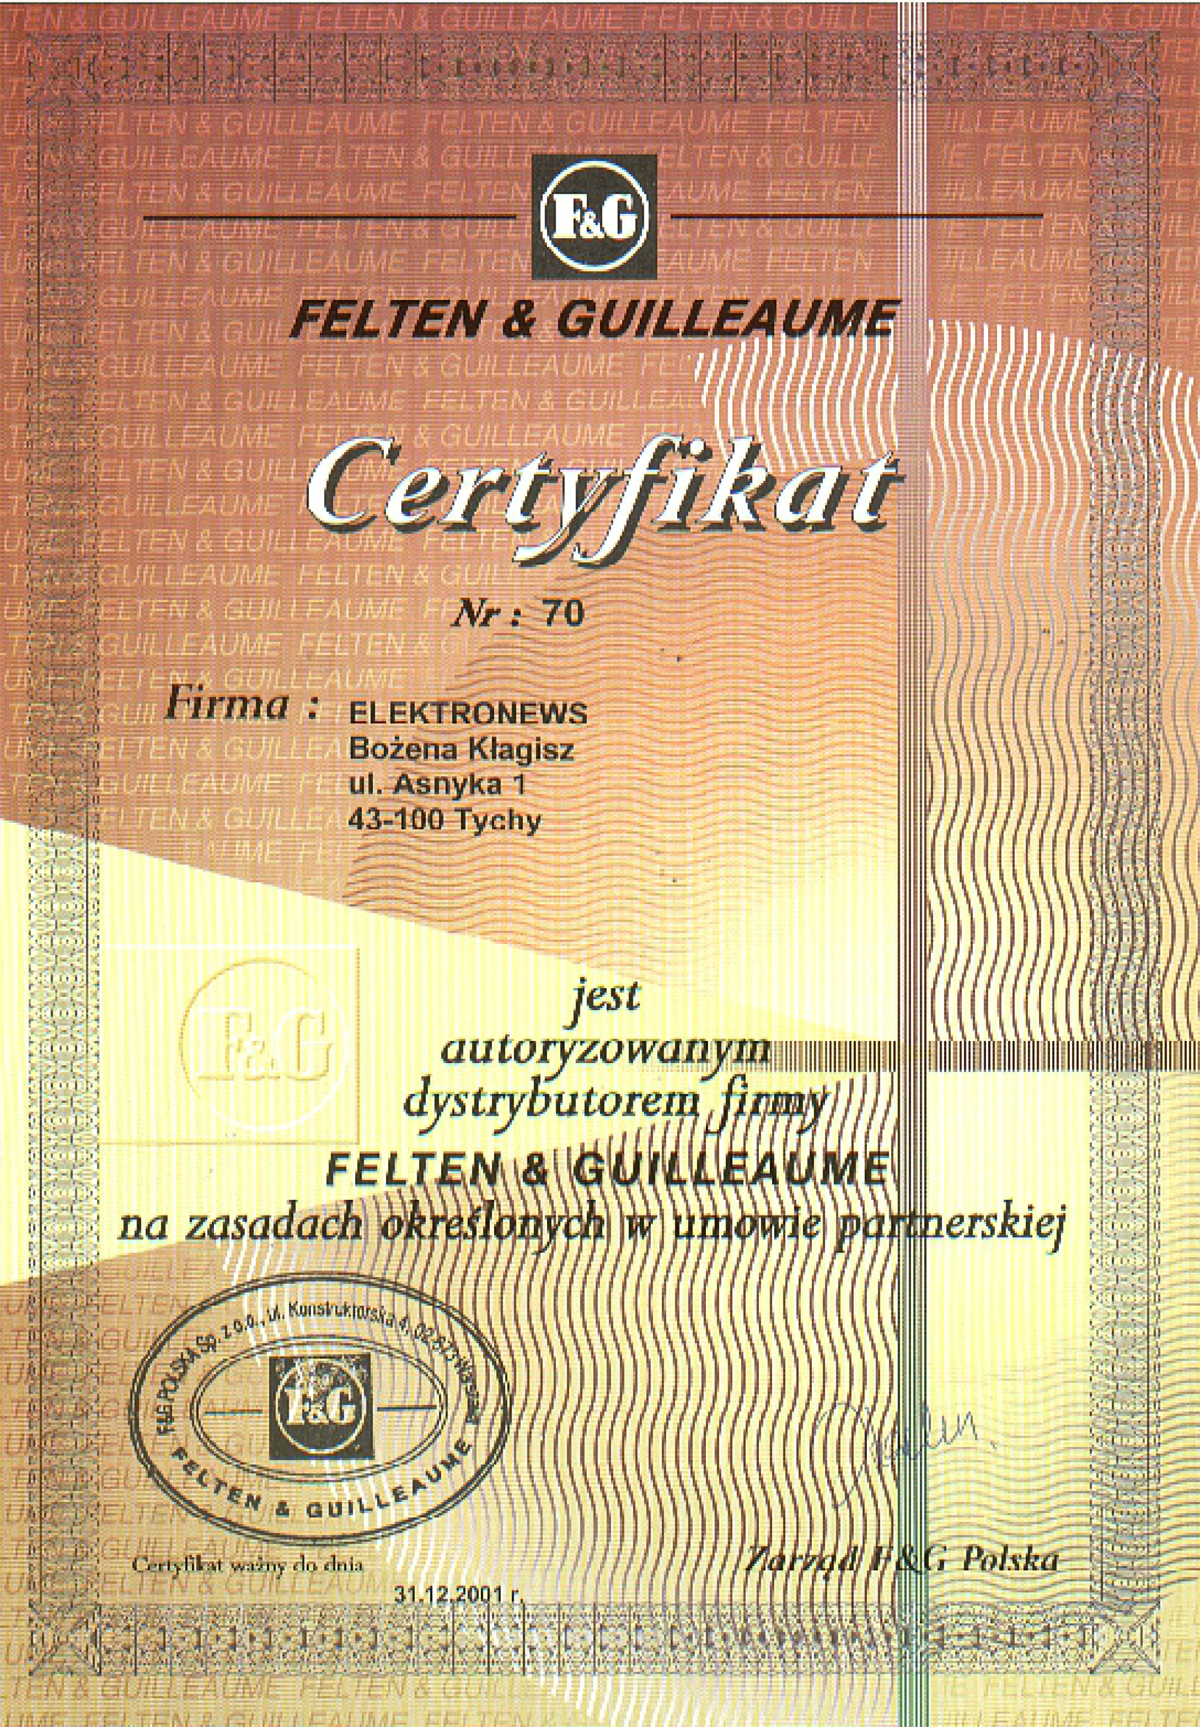 F&G
FELTEN & GUILLEAUME
Certyfikat
Nr : 70
Firma : ELEKTRONEWS
Bożena Kłagisz
ul. Asnyka 1
43-100 Tychy
F&G
jest
autoryzowanym
dystrybutorem firmy
FELTEN & GUILLEAUME
na zasadach określonych w umowie partnerskiej
F&G POLSKA Sp. z o.o., ul. Konstruktorska 4,
F&G
FELTEN & GUILLEAUME
Certyfikat ważny do dnia
31.12.2001 r.
Zarząd F&G Polska